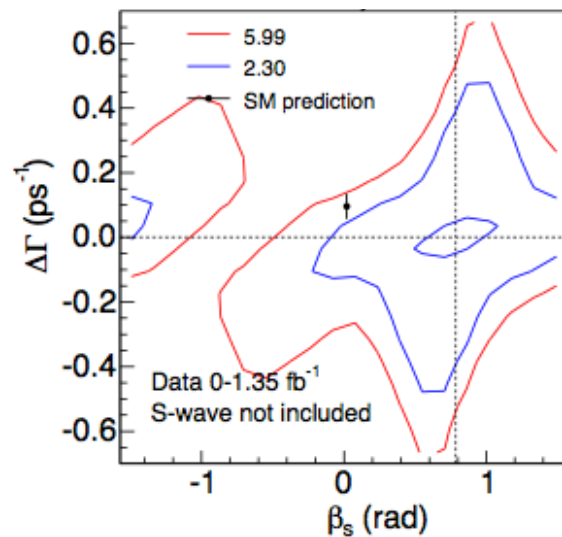 0.6
0.4
0.2
0.0
-0.2
-0.4
-0.6
ΔΓ (ps⁻¹)
5.99
2.30
SM prediction
Data 0-1.35 fb⁻¹
S-wave not included
-1
0
1
βₛ (rad)